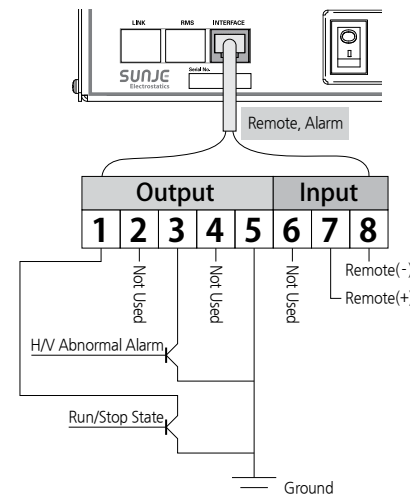 LINK RMS INTERFACE
SUNJE
Electrostatics
Serial No.
Remote, Alarm
Output Input
1 2 3 4 5 6 7 8
Not Used
Not Used
Not Used
Remote(-)
Remote(+)
H/V Abnormal Alarm
Run/Stop State
Ground